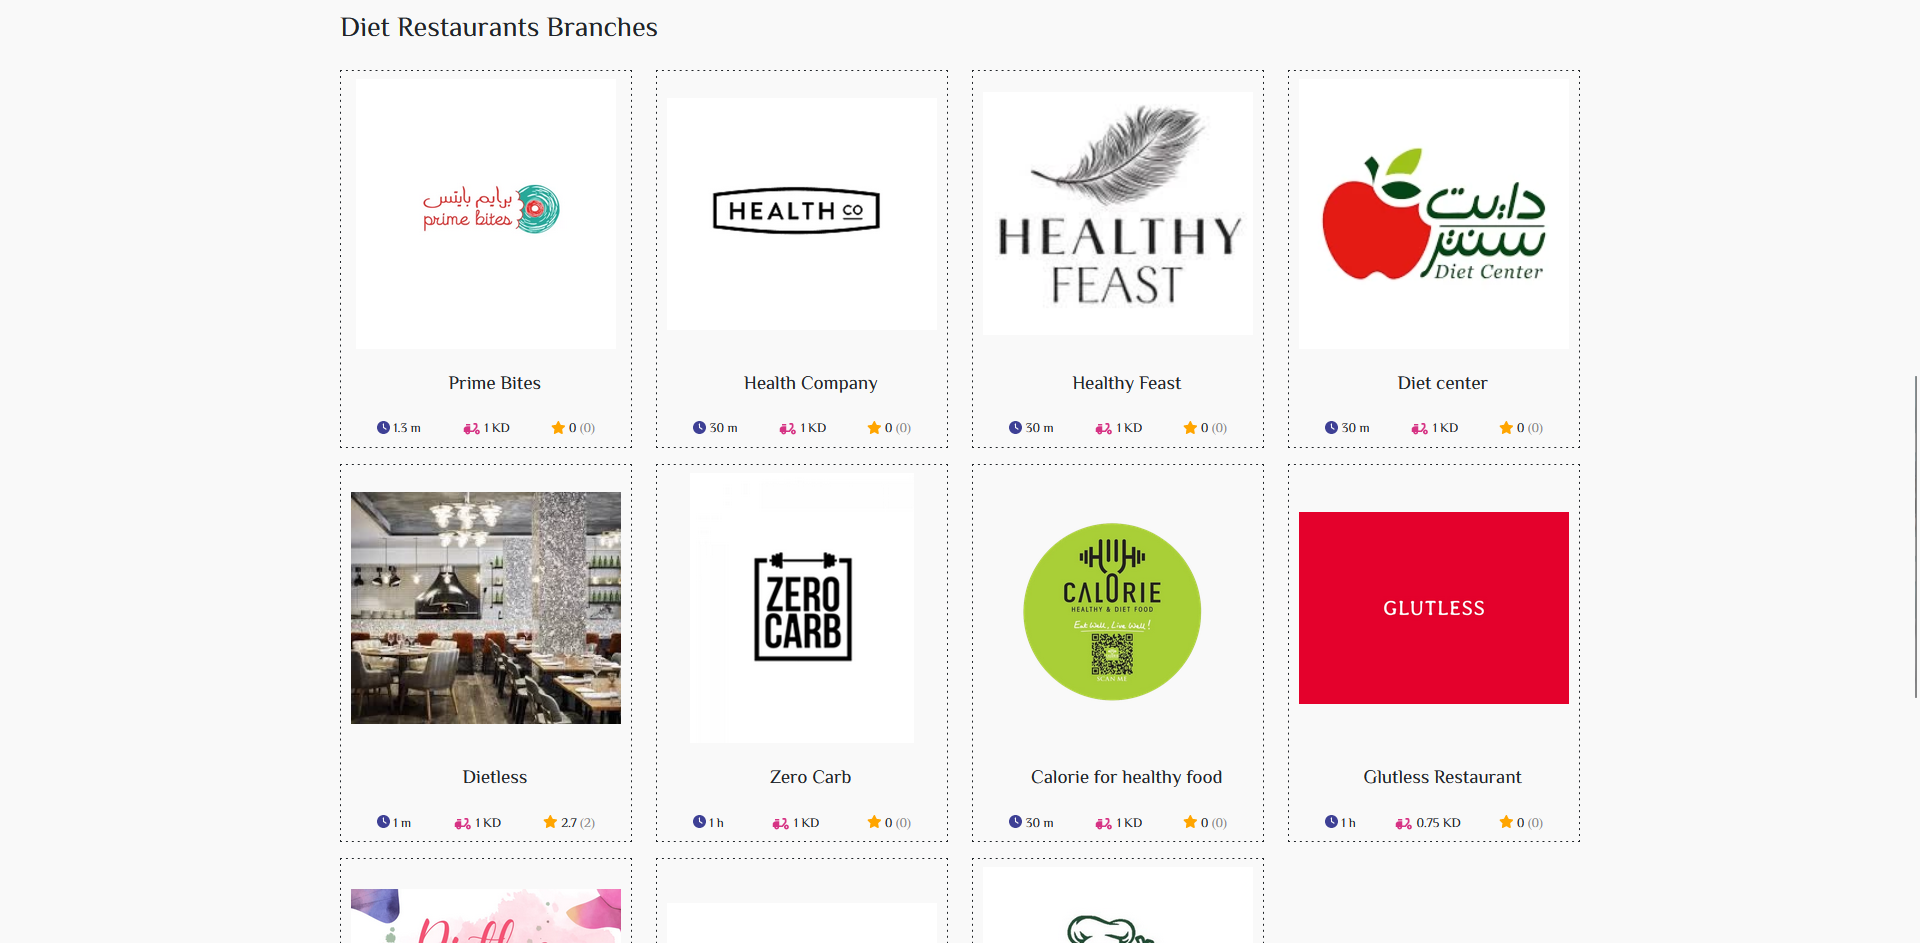 Diet Restaurants Branches
برايم بايتس
prime bites
HEALTH CO
HEALTHY
FEAST
دايت
سنتر
Diet Center
Prime Bites
Health Company
Healthy Feast
Diet center
1.3 m 1 KD 0 (0)
30 m 1 KD 0 (0)
30 m 1 KD 0 (0)
30 m 1 KD 0 (0)
ZERO
CARB
CALORIE
HEALTHY & DIET FOOD
Eat Well, Live Well!
SCAN ME
GLUTLESS
Dietless
Zero Carb
Calorie for healthy food
Glutless Restaurant
1 m 1 KD 2.7 (2)
1 h 1 KD 0 (0)
30 m 1 KD 0 (0)
1 h 0.75 KD 0 (0)